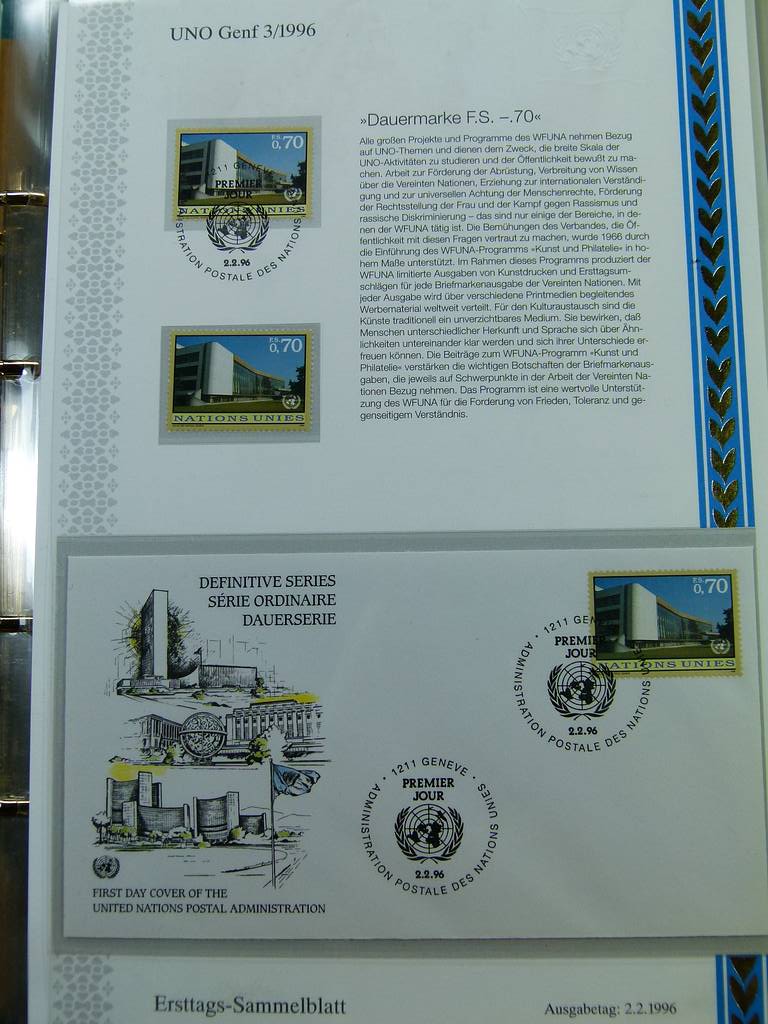 UNO Genf 3/1996
F.S.
0,70
1211 GENEVE
PREMIER
JOUR
NATIONS UNIES
ADMINISTRATION POSTALE DES NATIONS UNIES
2.2.96
F.S.
0,70
NATIONS UNIES
»Dauermarke F.S. –.70«
Alle großen Projekte und Programme des WFUNA nehmen Bezug
auf UNO-Themen und dienen dem Zweck, die breite Skala der
UNO-Aktivitäten zu studieren und der Öffentlichkeit bewußt zu ma-
chen. Arbeit zur Förderung der Abrüstung, Verbreitung von Wissen
über die Vereinten Nationen, Erziehung zur internationalen Verständi-
gung und zur universellen Achtung der Menschenrechte, Förderung
der Rechtsstellung der Frau und der Kampf gegen Rassismus und
rassische Diskriminierung – das sind nur einige der Bereiche, in de-
nen der WFUNA tätig ist. Die Bemühungen des Verbandes, die Öf-
fentlichkeit mit diesen Fragen vertraut zu machen, wurde 1966 durch
die Einführung des WFUNA-Programms »Kunst und Philatelie« in ho-
hem Maße unterstützt. Im Rahmen dieses Programms produziert der
WFUNA limitierte Ausgaben von Kunstdrucken und Ersttagsum-
schlägen für jede Briefmarkenausgabe der Vereinten Nationen. Mit
jeder Ausgabe wird über verschiedene Printmedien begleitendes
Werbematerial weltweit verteilt. Für den Kulturaustausch sind die
Künste traditionell ein unverzichtbares Medium. Sie bewirken, daß
Menschen unterschiedlicher Herkunft und Sprache sich über Ähn-
lichkeiten untereinander klar werden und sich ihrer Unterschiede er-
freuen können. Die Beiträge zum WFUNA-Programm »Kunst und
Philatelie« verstärken die wichtigen Botschaften der Briefmarkenaus-
gaben, die jeweils auf Schwerpunkte in der Arbeit der Vereinten Na-
tionen Bezug nehmen. Das Programm ist eine wertvolle Unterstüt-
zung des WFUNA für die Forderung von Frieden, Toleranz und ge-
genseitigem Verständnis.
DEFINITIVE SERIES
SÉRIE ORDINAIRE
DAUERSERIE
F.S.
0,70
NATIONS UNIES
1211 GENEVE
PREMIER
JOUR
2.2.96
ADMINISTRATION POSTALE DES NATIONS UNIES
1211 GENEVE
PREMIER
JOUR
2.2.96
ADMINISTRATION POSTALE DES NATIONS UNIES
FIRST DAY COVER OF THE
UNITED NATIONS POSTAL ADMINISTRATION
Ersttags-Sammelblatt
Ausgabetag: 2.2.1996